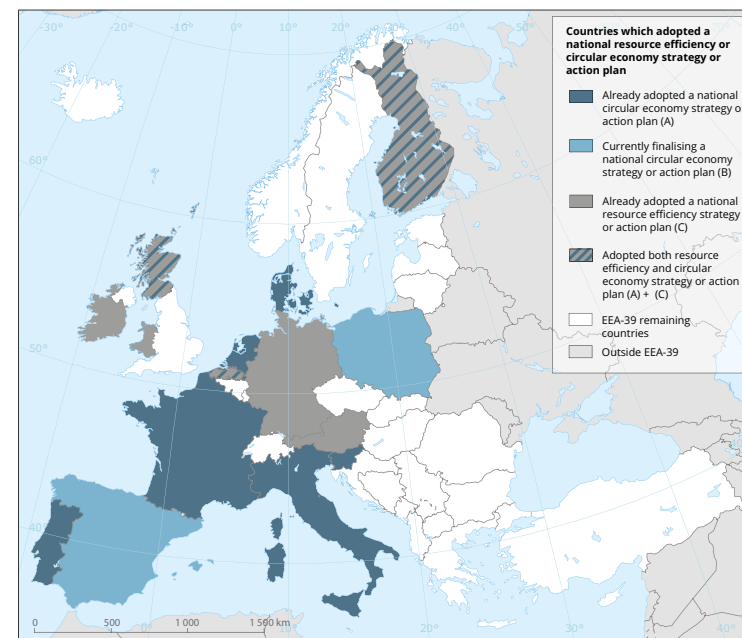 -30°
-20°
-10°
0°
10°
20°
30°
40°
50°
60°
50°
40°
0°
10°
20°
30°
40°
Countries which adopted a
national resource efficiency or
circular economy strategy or
action plan
Already adopted a national
circular economy strategy o
action plan (A)
Currently finalising a
national circular economy
strategy or action plan (B)
Already adopted a national
resource efficiency strategy
or action plan (C)
Adopted both resource
efficiency and circular
economy strategy or action
plan (A) + (C)
EEA-39 remaining
countries
Outside EEA-39
0 500 1 000 1 500 km